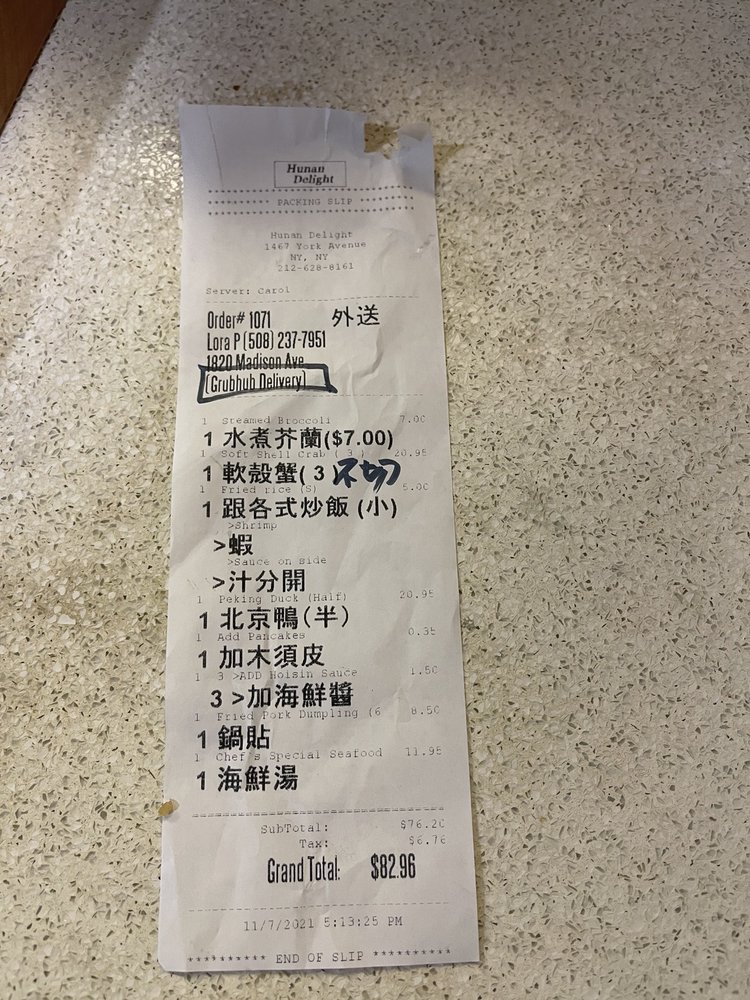 Hunan
Delight
********************************
********* PACKING SLIP *********
********************************
Hunan Delight
1467 York Avenue
NY, NY
212-628-8161
Server: Carol
Order# 1071 外送
Lora P (508) 237-7951
1820 Madison Ave
(Grubhub Delivery)
1 Steamed Broccoli 7.00
1 水煮芥蘭($7.00)
1 Soft Shell Crab ( 3 ) 20.95
1 軟殼蟹( 3 ) 不切
1 Fried rice (S) 5.00
1 跟各式炒飯 (小)
>Shrimp
>蝦
>Sauce on side
>汁分開
1 Peking Duck (Half) 20.95
1 北京鴨(半)
1 Add Pancakes 0.35
1 加木須皮
1 3 >ADD Hoisin Sauce 1.50
3 >加海鮮醬
1 Fried Pork Dumpling (6 8.50
1 鍋貼
1 Chef's Special Seafood 11.95
1 海鮮湯
SubTotal: $76.20
Tax: $6.76
Grand Total: $82.96
11/7/2021 5:13:25 PM
********** END OF SLIP **********